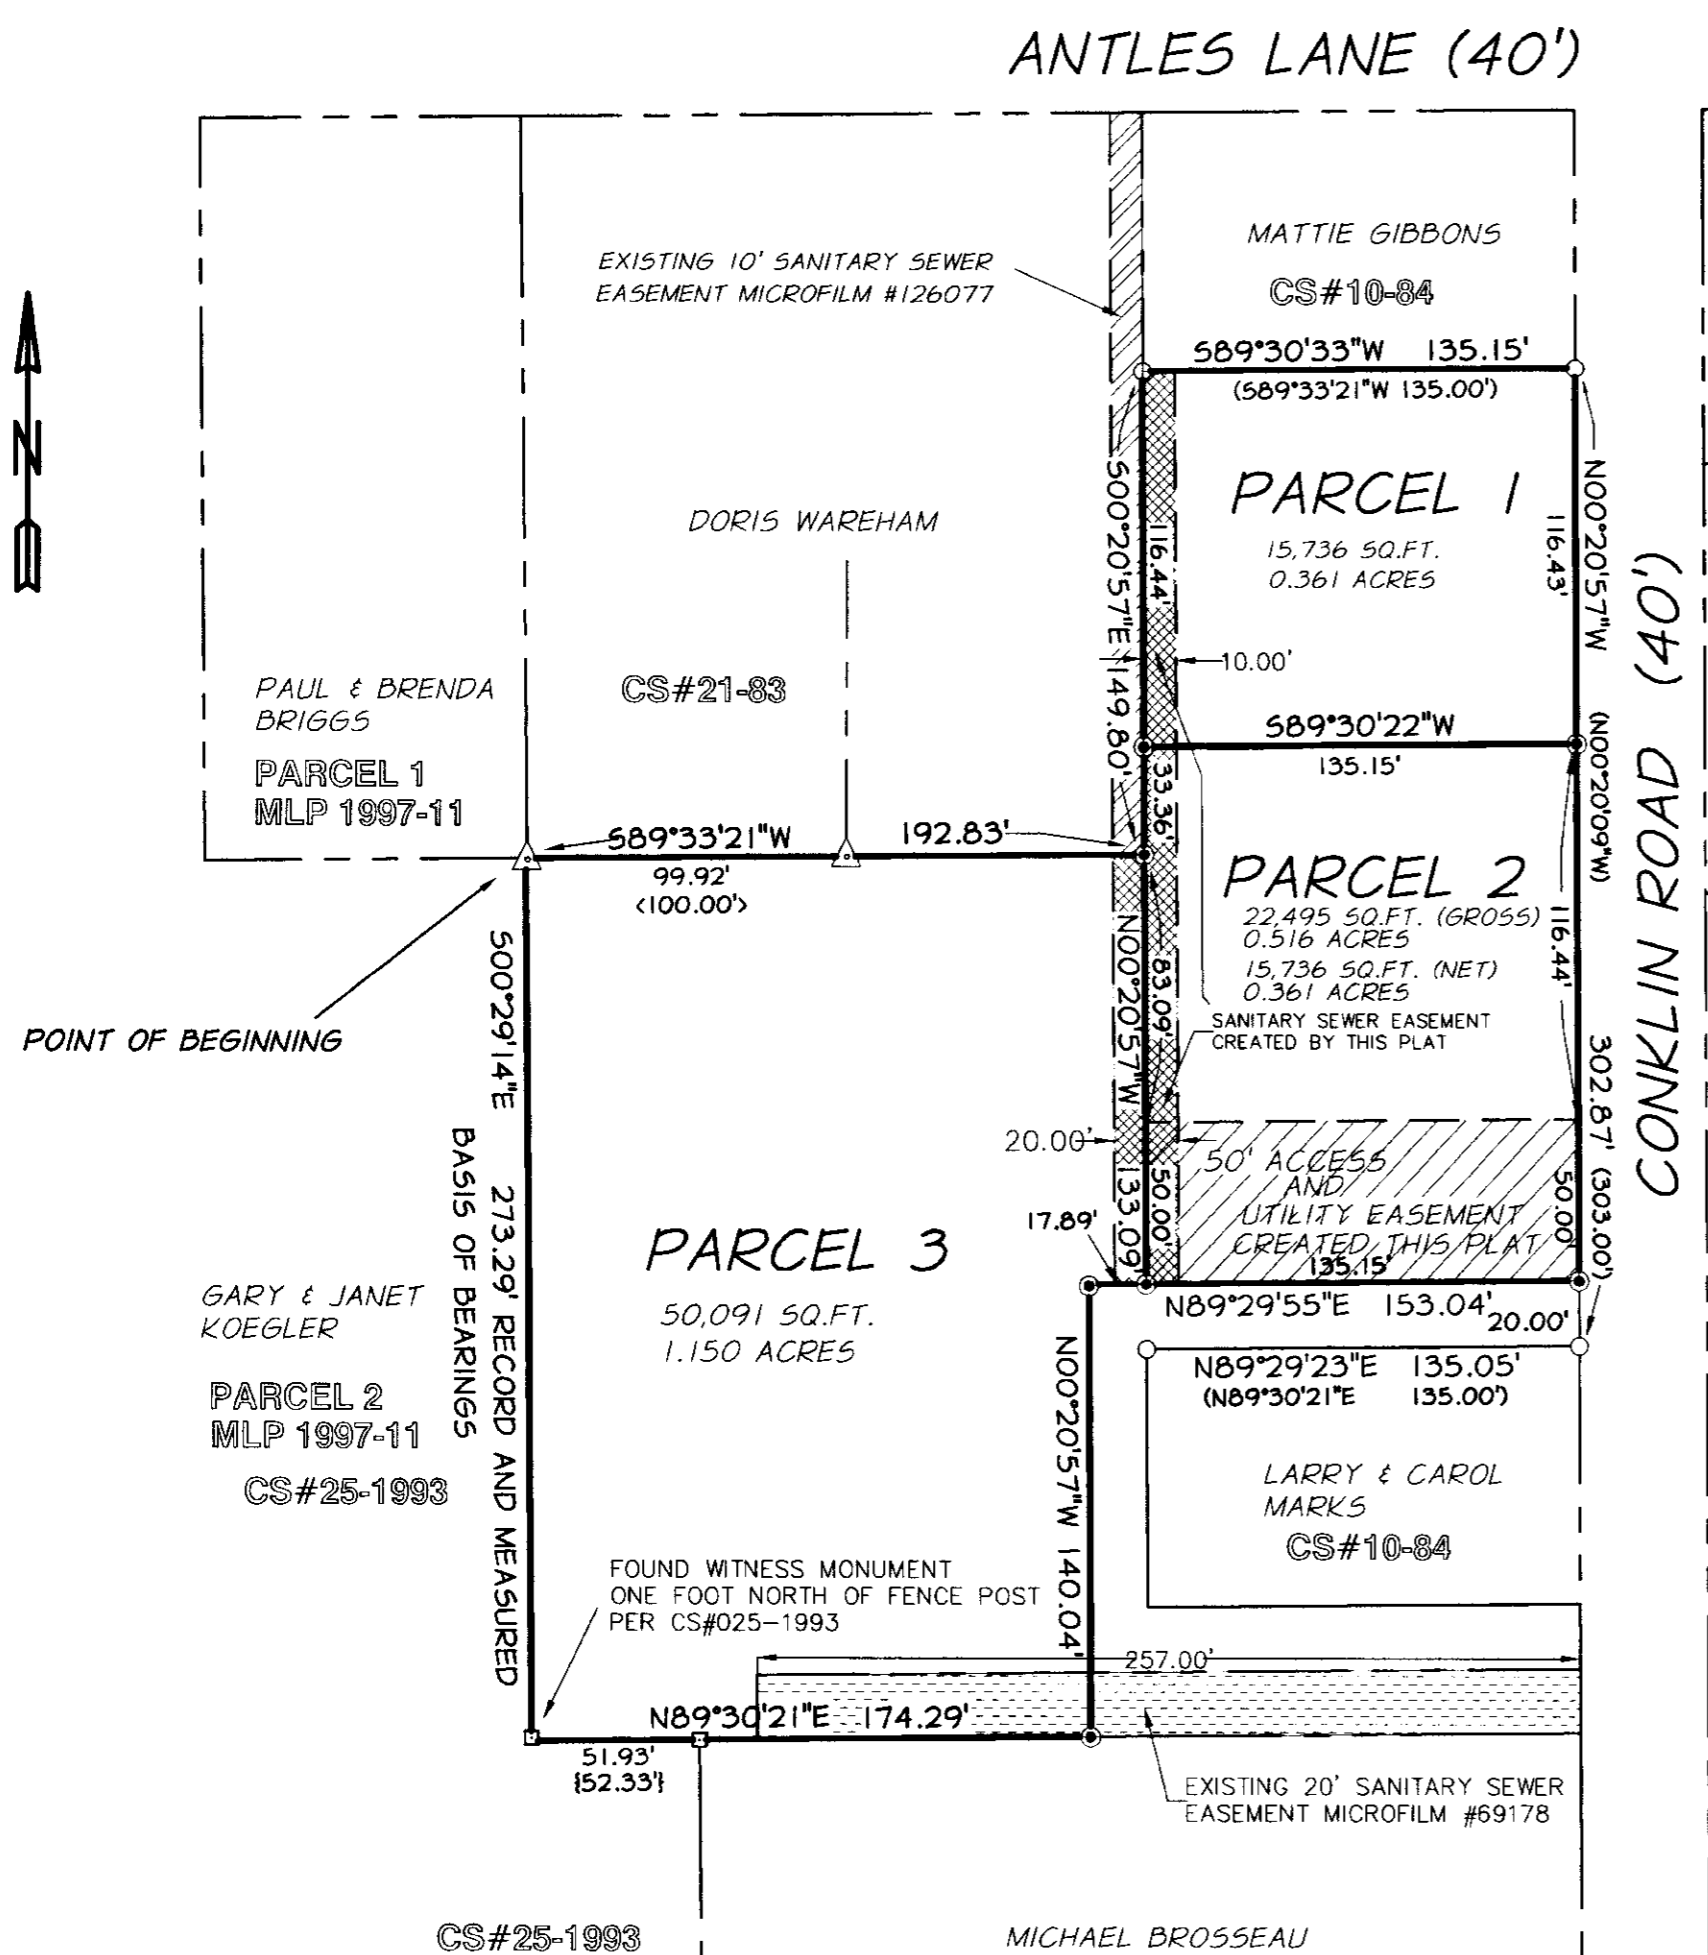 ANTLES LANE (40')
MATTIE GIBBONS
CS#10-84
EXISTING 10' SANITARY SEWER
EASEMENT MICROFILM #126077
S89°30'33"W 135.15'
(S89°33'21"W 135.00')
N
PARCEL 1
15,736 SQ.FT.
0.361 ACRES
S00°20'57"E 149.80'
116.44'
N00°20'57"W
116.43'
DORIS WAREHAM
10.00'
CS#21-83
PAUL & BRENDA
BRIGGS
PARCEL 1
MLP 1997-11
S89°30'22"W
135.15'
(N00°20'09"W)
CONKLIN ROAD (40')
33.36'
S89°33'21"W 192.83'
99.92'
<100.00'>
PARCEL 2
22,495 SQ.FT. (GROSS)
0.516 ACRES
15,736 SQ.FT. (NET)
0.361 ACRES
116.44'
SANITARY SEWER EASEMENT
CREATED BY THIS PLAT
POINT OF BEGINNING
S00°29'14"E 273.29' RECORD AND MEASURED
BASIS OF BEARINGS
N00°20'57"W 133.09'
83.09'
302.87' (303.00')
20.00'
50' ACCESS
AND
UTILITY EASEMENT
CREATED THIS PLAT
50.00'
50.00'
17.89'
135.15'
N89°29'55"E 153.04'
20.00'
PARCEL 3
50,091 SQ.FT.
1.150 ACRES
GARY & JANET
KOEGLER
PARCEL 2
MLP 1997-11
CS#25-1993
N89°29'23"E 135.05'
(N89°30'21"E 135.00')
N00°20'57"W 140.04'
LARRY & CAROL
MARKS
CS#10-84
FOUND WITNESS MONUMENT
ONE FOOT NORTH OF FENCE POST
PER CS#025-1993
257.00'
N89°30'21"E 174.29'
51.93'
{52.33'}
EXISTING 20' SANITARY SEWER
EASEMENT MICROFILM #69178
CS#25-1993
MICHAEL BROSSEAU